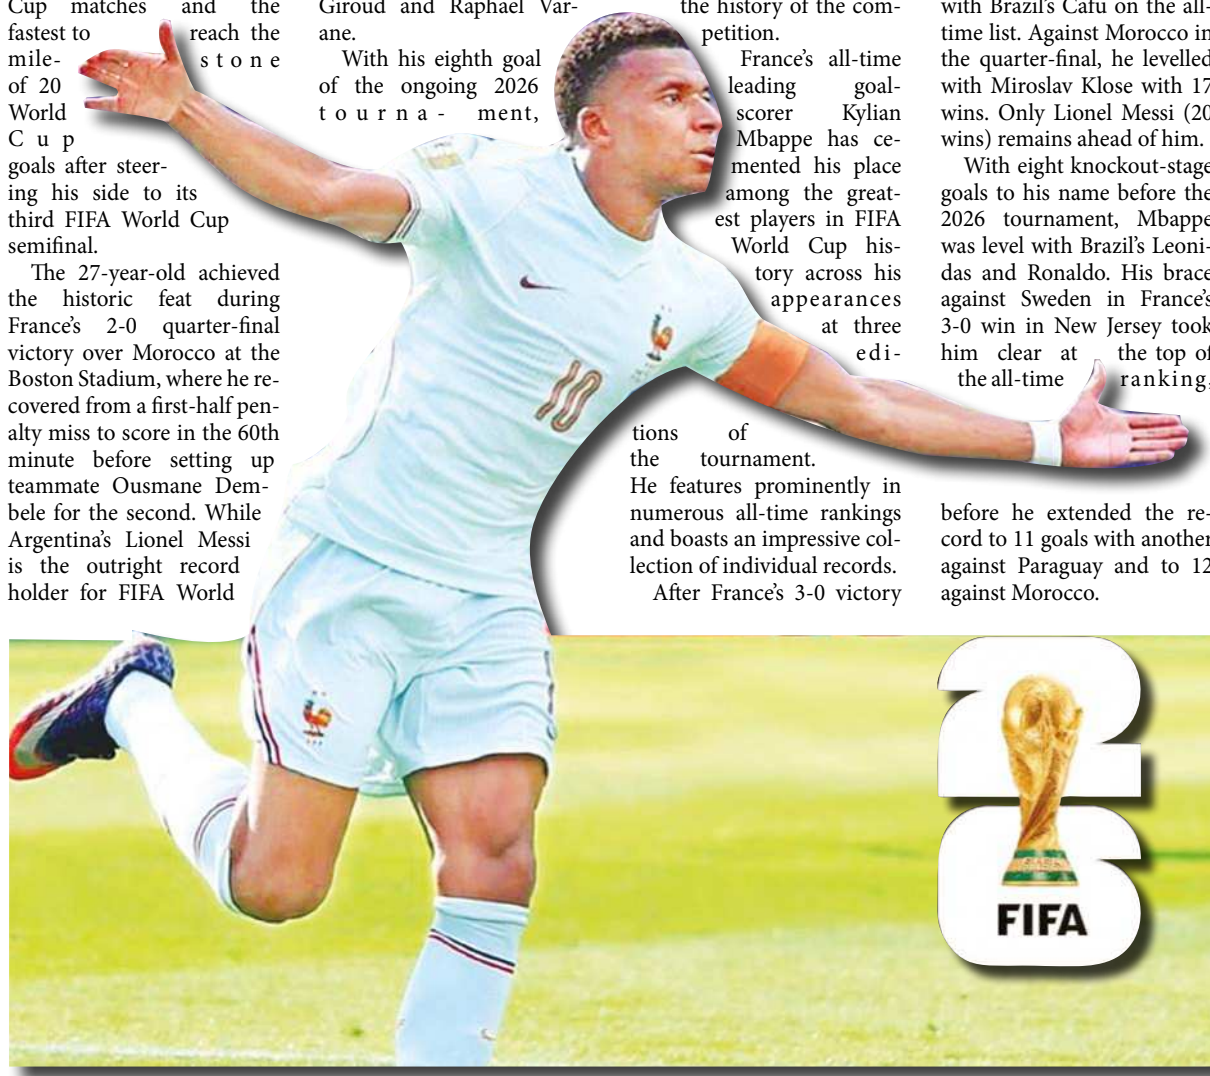 Cup matches and the
fastest to reach the
mile- stone
of 20
World
Cup
goals after steer-
ing his side to its
third FIFA World Cup
semifinal.
The 27-year-old achieved
the historic feat during
France's 2-0 quarter-final
victory over Morocco at the
Boston Stadium, where he re-
covered from a first-half pen-
alty miss to score in the 60th
minute before setting up
teammate Ousmane Dem-
bele for the second. While
Argentina's Lionel Messi
is the outright record
holder for FIFA World
Giroud and Raphael Var-
ane.
With his eighth goal
of the ongoing 2026
tourna- ment,
the history of the com-
petition.
France's all-time
leading goal-
scorer Kylian
Mbappe has ce-
mented his place
among the great-
est players in FIFA
World Cup his-
tory across his
appearances
at three
edi-
tions of
the tournament.
He features prominently in
numerous all-time rankings
and boasts an impressive col-
lection of individual records.
After France's 3-0 victory
with Brazil's Cafu on the all-
time list. Against Morocco in
the quarter-final, he levelled
with Miroslav Klose with 17
wins. Only Lionel Messi (20
wins) remains ahead of him.
With eight knockout-stage
goals to his name before the
2026 tournament, Mbappe
was level with Brazil's Leoni-
das and Ronaldo. His brace
against Sweden in France's
3-0 win in New Jersey took
him clear at the top of
the all-time ranking,
before he extended the re-
cord to 11 goals with another
against Paraguay and to 12
against Morocco.
10
26
FIFA